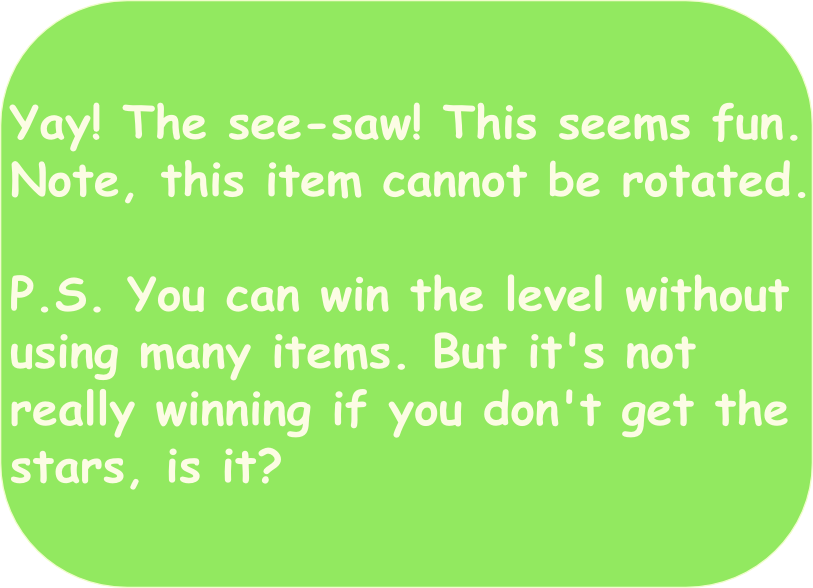 Yay! The see-saw! This seems fun.
Note, this item cannot be rotated.
P.S. You can win the level without
using many items. But it's not
really winning if you don't get the
stars, is it?